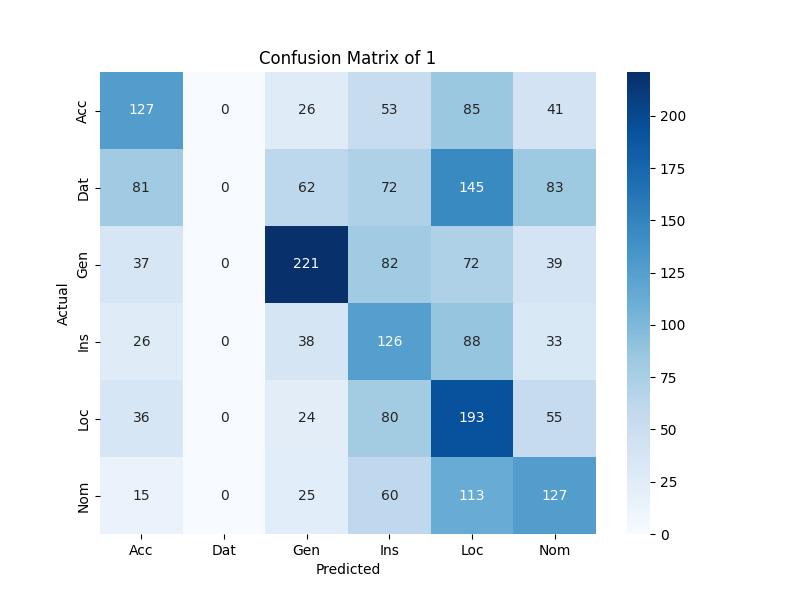 Confusion Matrix of 1
Acc 127 0 26 53 85 41
Dat 81 0 62 72 145 83
Gen 37 0 221 82 72 39
Ins 26 0 38 126 88 33
Loc 36 0 24 80 193 55
Nom 15 0 25 60 113 127
Acc Dat Gen Ins Loc Nom
Predicted
Actual
200
175
150
125
100
75
50
25
0